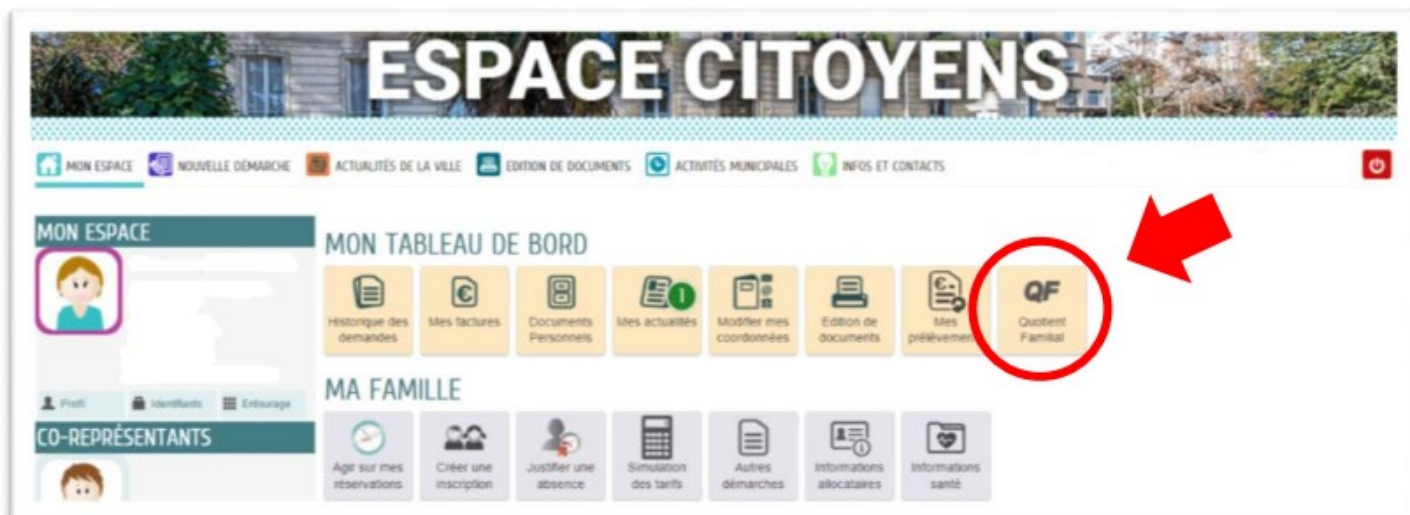 ESPACE CITOYENS
MON ESPACE NOUVELLE DÉMARCHE ACTUALITÉS DE LA VILLE EDITION DE DOCUMENTS ACTIVITÉS MUNICIPALES INFOS ET CONTACTS
MON ESPACE
Profil Identifiants Entourage
CO-REPRÉSENTANTS
MON TABLEAU DE BORD
Historique des demandes
€
Mes factures
Documents Personnels
1
Mes actualités
Modifier mes coordonnées
Edition de documents
€-
Mes prélèvements
QF
Quotient Familial
MA FAMILLE
Agir sur mes réservations
Créer une inscription
Justifier une absence
Simulation des tarifs
Autres démarches
Informations allocataires
Informations santé